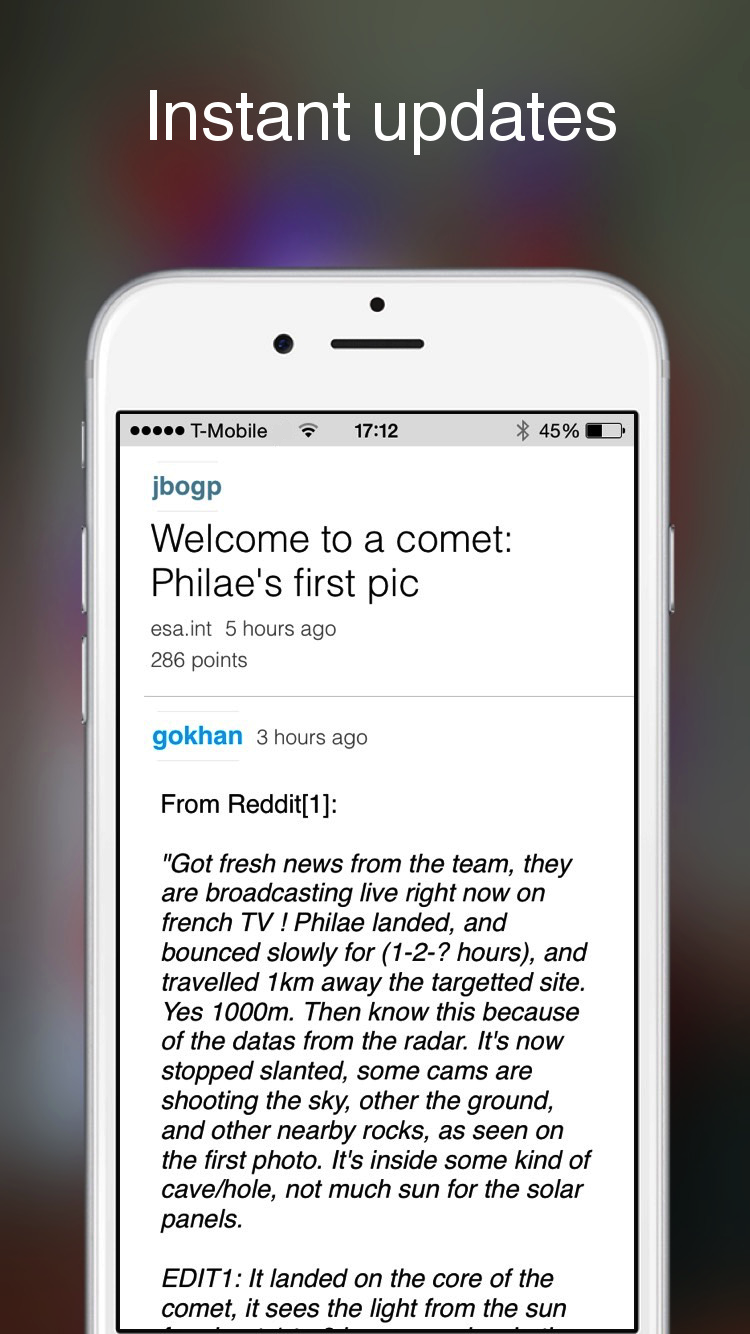 Instant updates
T-Mobile 17:12 45%
jbogp
Welcome to a comet:
Philae's first pic
esa.int 5 hours ago
286 points
gokhan 3 hours ago
From Reddit[1]:
"Got fresh news from the team, they
are broadcasting live right now on
french TV ! Philae landed, and
bounced slowly for (1-2-? hours), and
travelled 1km away the targetted site.
Yes 1000m. Then know this because
of the datas from the radar. It's now
stopped slanted, some cams are
shooting the sky, other the ground,
and other nearby rocks, as seen on
the first photo. It's inside some kind of
cave/hole, not much sun for the solar
panels.
EDIT1: It landed on the core of the
comet, it sees the light from the sun